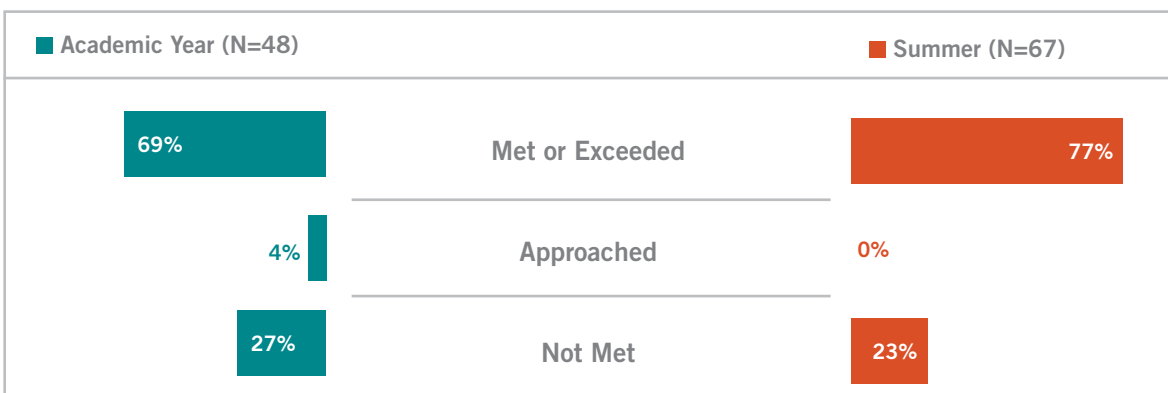 Academic Year (N=48) Summer (N=67)
69% Met or Exceeded 77%
4% Approached 0%
27% Not Met 23%